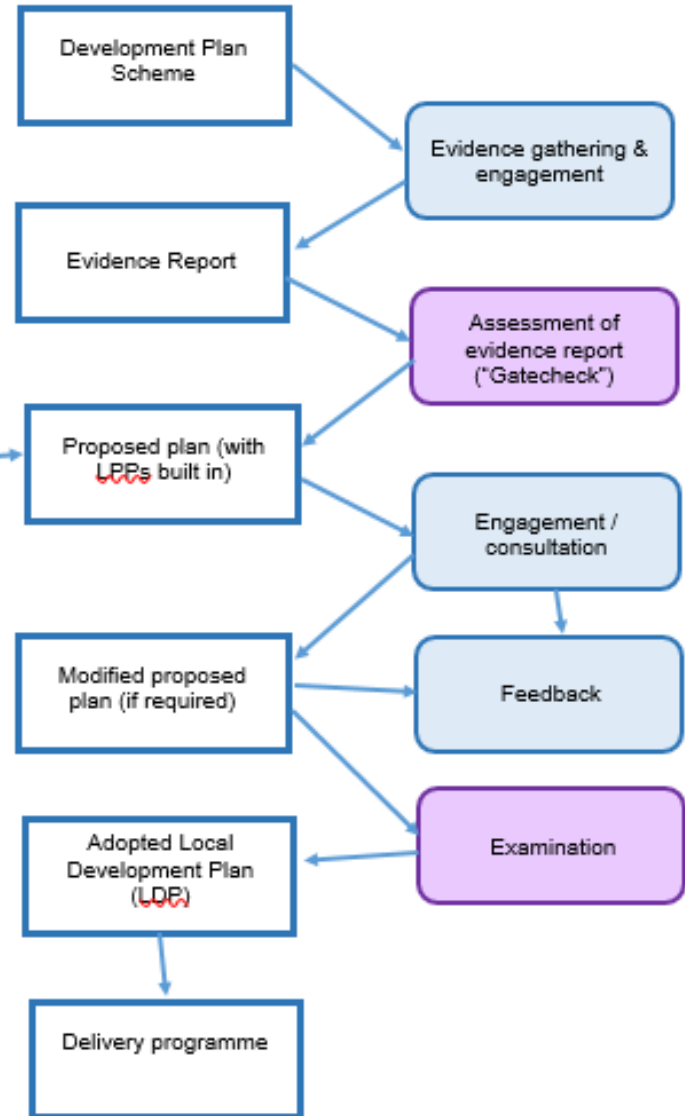 Development Plan
Scheme
Evidence gathering &
engagement
Evidence Report
Assessment of
evidence report
("Gatecheck")
Proposed plan (with
LPPs built in)
Engagement /
consultation
Modified proposed
plan (if required)
Feedback
Adopted Local
Development Plan
(LDP)
Examination
Delivery programme